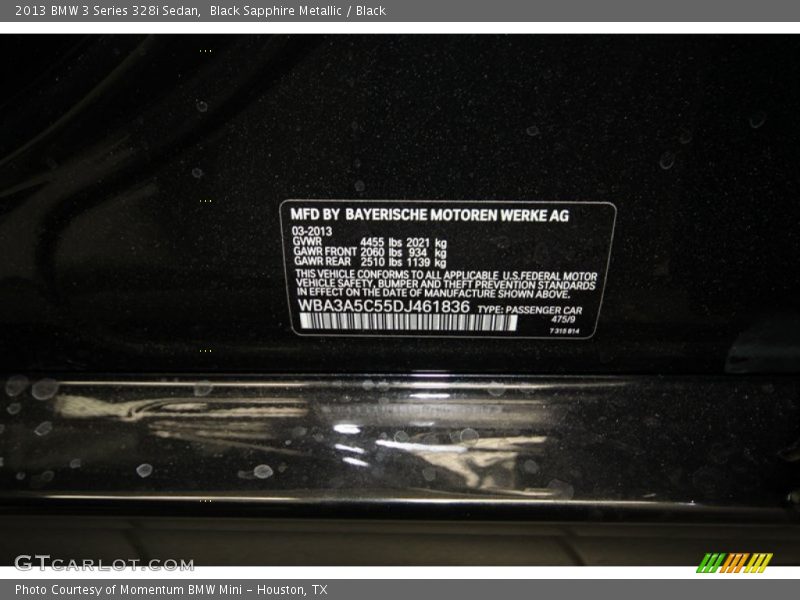 2013 BMW 3 Series 328i Sedan,  Black Sapphire Metallic / Black
MFD BY BAYERISCHE MOTOREN WERKE AG
03-2013
GVWR 4455 lbs 2021 kg
GAWR FRONT 2060 lbs 934 kg
GAWR REAR 2510 lbs 1139 kg
THIS VEHICLE CONFORMS TO ALL APPLICABLE U.S.FEDERAL MOTOR
VEHICLE SAFETY, BUMPER AND THEFT PREVENTION STANDARDS
IN EFFECT ON THE DATE OF MANUFACTURE SHOWN ABOVE.
WBA3A5C55DJ461836 TYPE: PASSENGER CAR
475/9
7 315 814
GTcarlot.com
Photo Courtesy of Momentum BMW Mini - Houston, TX